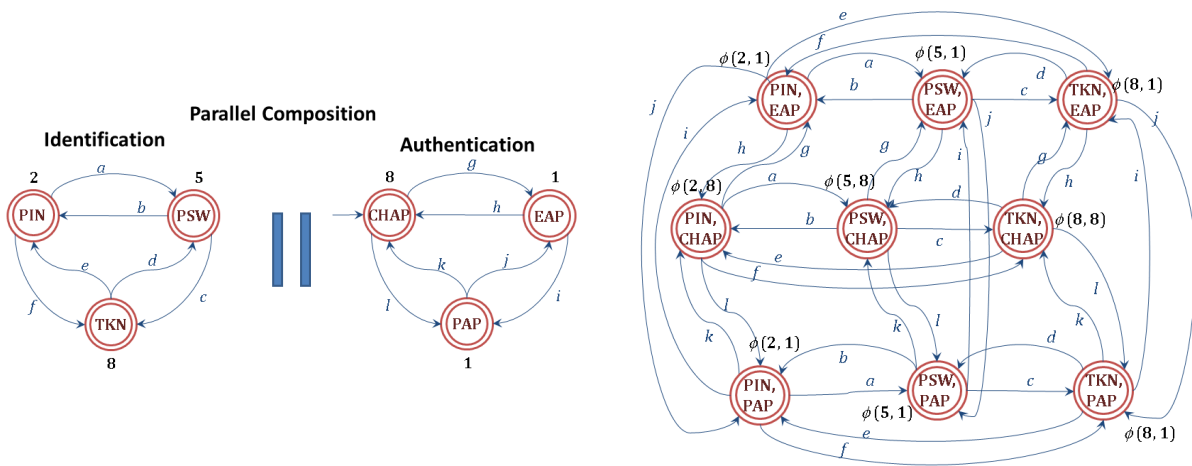 Parallel Composition
Identification
Authentication
2
a
5
PIN
b
PSW
e
d
f
c
TKN
8
8
g
1
CHAP
h
EAP
k
j
l
i
PAP
1
e
f
ϕ(2,1)
a
ϕ(5,1)
d
ϕ(8,1)
PIN,
EAP
b
PSW,
EAP
c
TKN,
EAP
j
i
j
j
h
g
g
h
i
g
h
i
ϕ(2,8)
a
ϕ(5,8)
d
PIN,
CHAP
b
PSW,
CHAP
c
TKN,
CHAP
ϕ(8,8)
e
f
l
k
l
k
l
k
ϕ(2,1)
b
d
PIN,
PAP
a
PSW,
PAP
c
TKN,
PAP
ϕ(5,1)
e
f
ϕ(8,1)